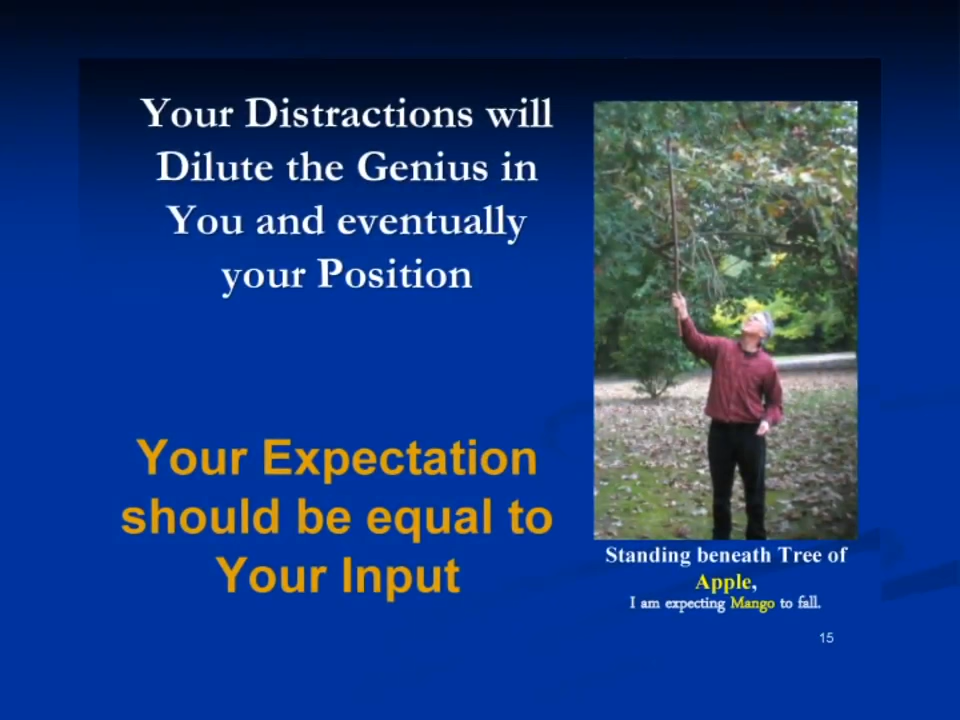 Your Distractions will
Dilute the Genius in
You and eventually
your Position
Your Expectation
should be equal to
Your Input
Standing beneath Tree of
Apple,
I am expecting Mango to fall.
15